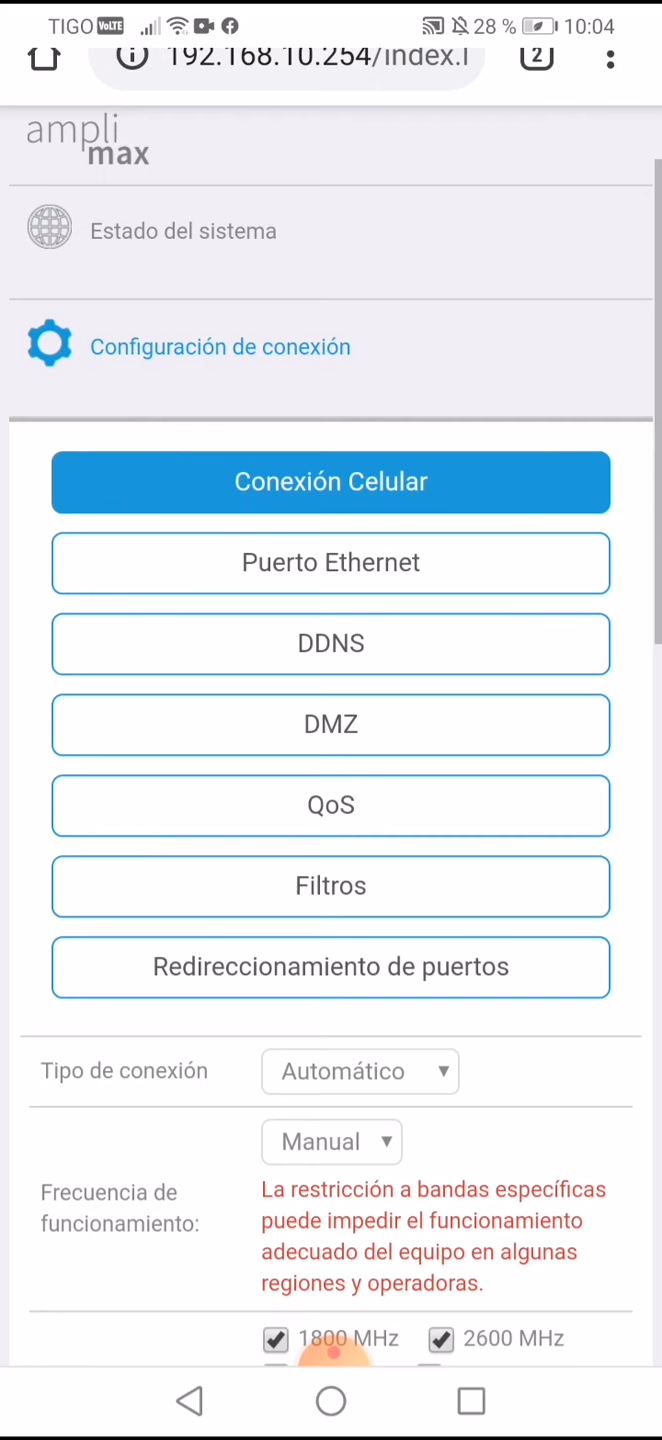 TIGO VoLTE 28 % 10:04
192.168.10.254/index.l 2
ampli
max
Estado del sistema
Configuración de conexión
Conexión Celular
Puerto Ethernet
DDNS
DMZ
QoS
Filtros
Redireccionamiento de puertos
Tipo de conexión Automático
Manual
Frecuencia de
funcionamiento:
La restricción a bandas específicas
puede impedir el funcionamiento
adecuado del equipo en algunas
regiones y operadoras.
1800 MHz 2600 MHz